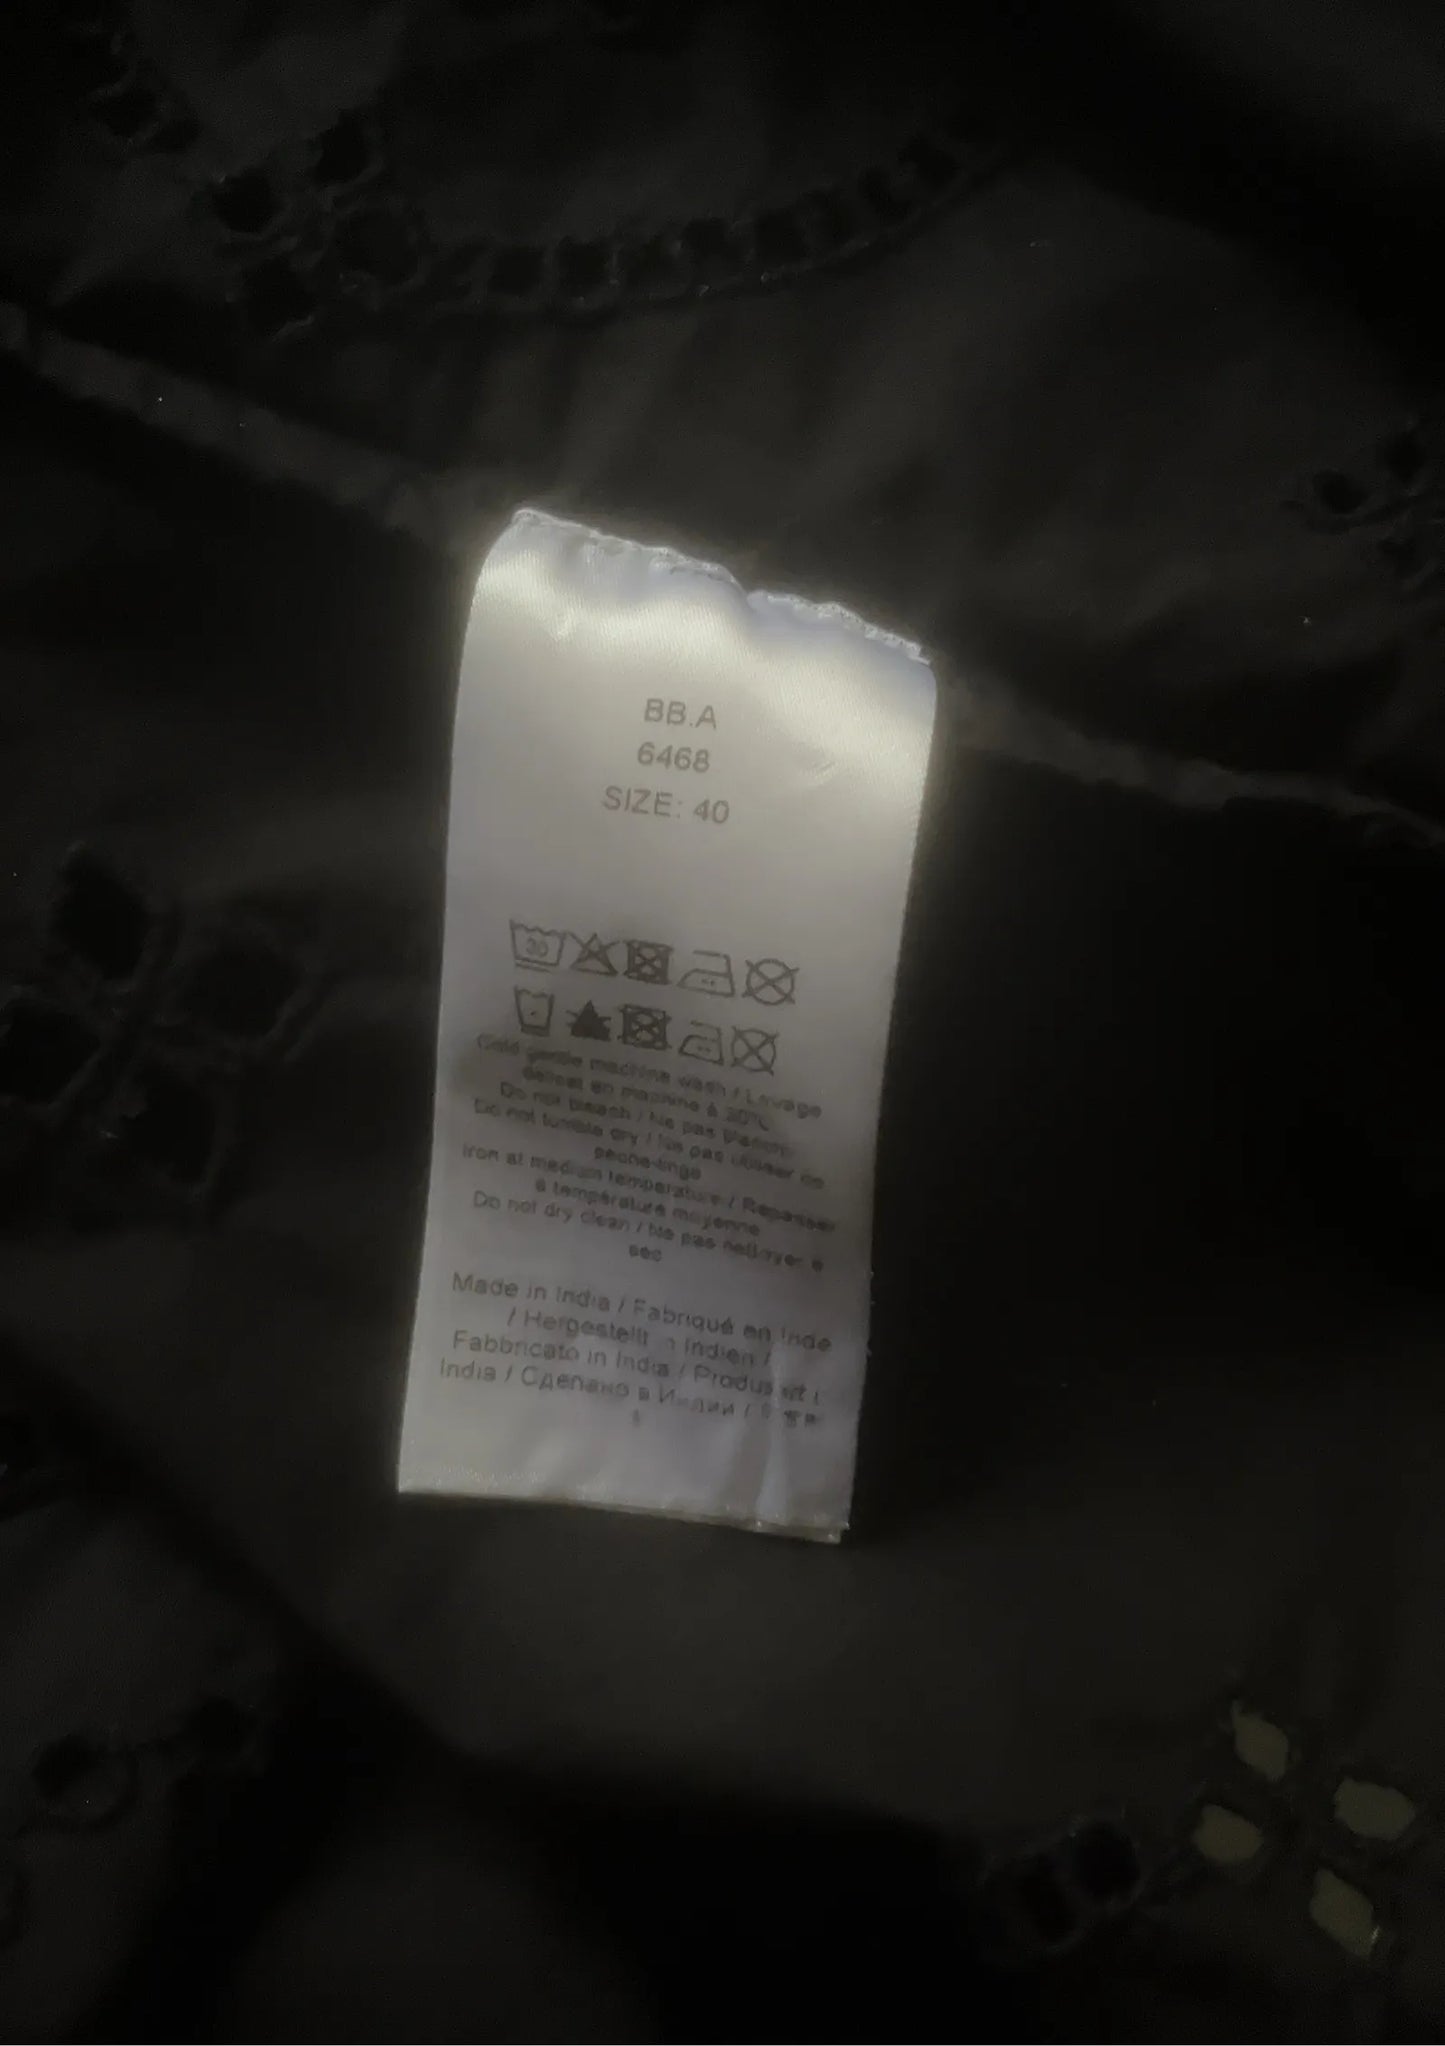 BB.A
6468
SIZE: 40
30
Cold gentle machine wash / Lavage
délicat en machine à 30°C
Do not bleach / Ne pas blanchir
Do not tumble dry / Ne pas utiliser de
sèche-linge
Iron at medium temperature / Repasser
à température moyenne
Do not dry clean / Ne pas nettoyer à
sec
Made in India / Fabriqué en Inde
/ Hergestellt in Indien /
Fabbricato in India / Produs
India / Сделано в Индии /